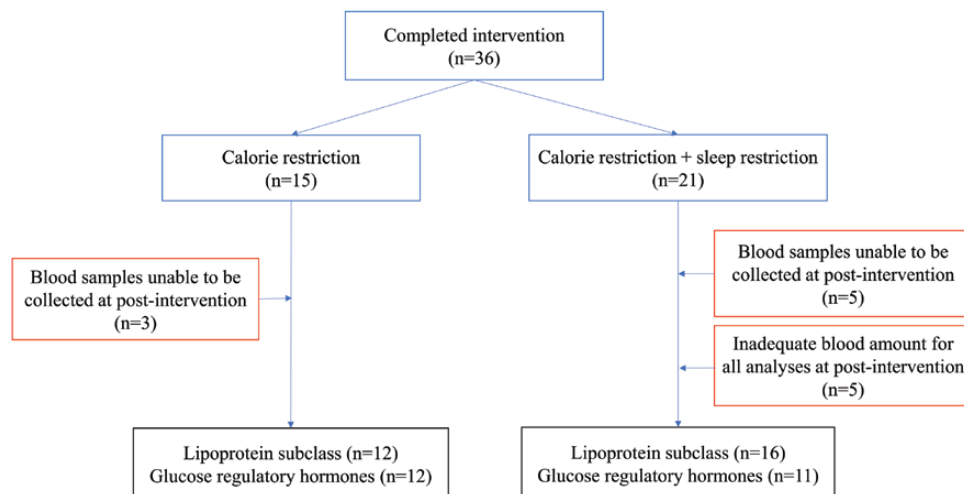 Completed intervention
(n=36)
Calorie restriction
(n=15)
Calorie restriction + sleep restriction
(n=21)
Blood samples unable to be
collected at post-intervention
(n=3)
Blood samples unable to be
collected at post-intervention
(n=5)
Inadequate blood amount for
all analyses at post-intervention
(n=5)
Lipoprotein subclass (n=12)
Glucose regulatory hormones (n=12)
Lipoprotein subclass (n=16)
Glucose regulatory hormones (n=11)